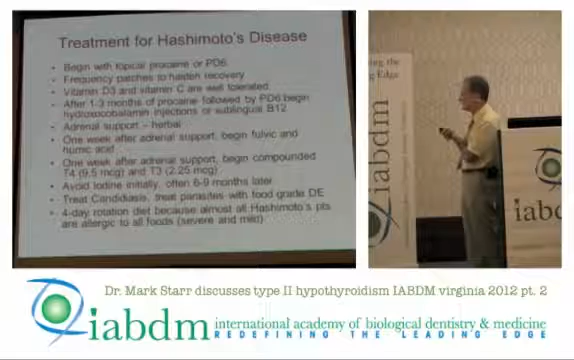 Treatment for Hashimoto's Disease
• Begin with topical procaine or PD6
• Frequency patches to hasten recovery
• Vitamin D3 and vitamin C are well tolerated
• After 1-3 months of procaine followed by PD6 begin
hydroxocobalamin injections or sublingual B12
• Adrenal support – herbal
• One week after adrenal support, begin fulvic and
humic acid
• One week after adrenal support, begin compounded
T4 (9.5 mcg) and T3 (2.25 mcg)
• Avoid Iodine initially, often 6-9 months later
• Treat Candidiasis, treat parasites with food grade DE
• 4-day rotation diet because almost all Hashimoto's pts
are allergic to all foods (severe and mild)
ing the
g Edge
iabdm
iabd
Dr. Mark Starr discusses type II hypothyroidism IABDM virginia 2012 pt. 2
iabdm international academy of biological dentistry & medicine
REDEFINING THE LEADING EDGE